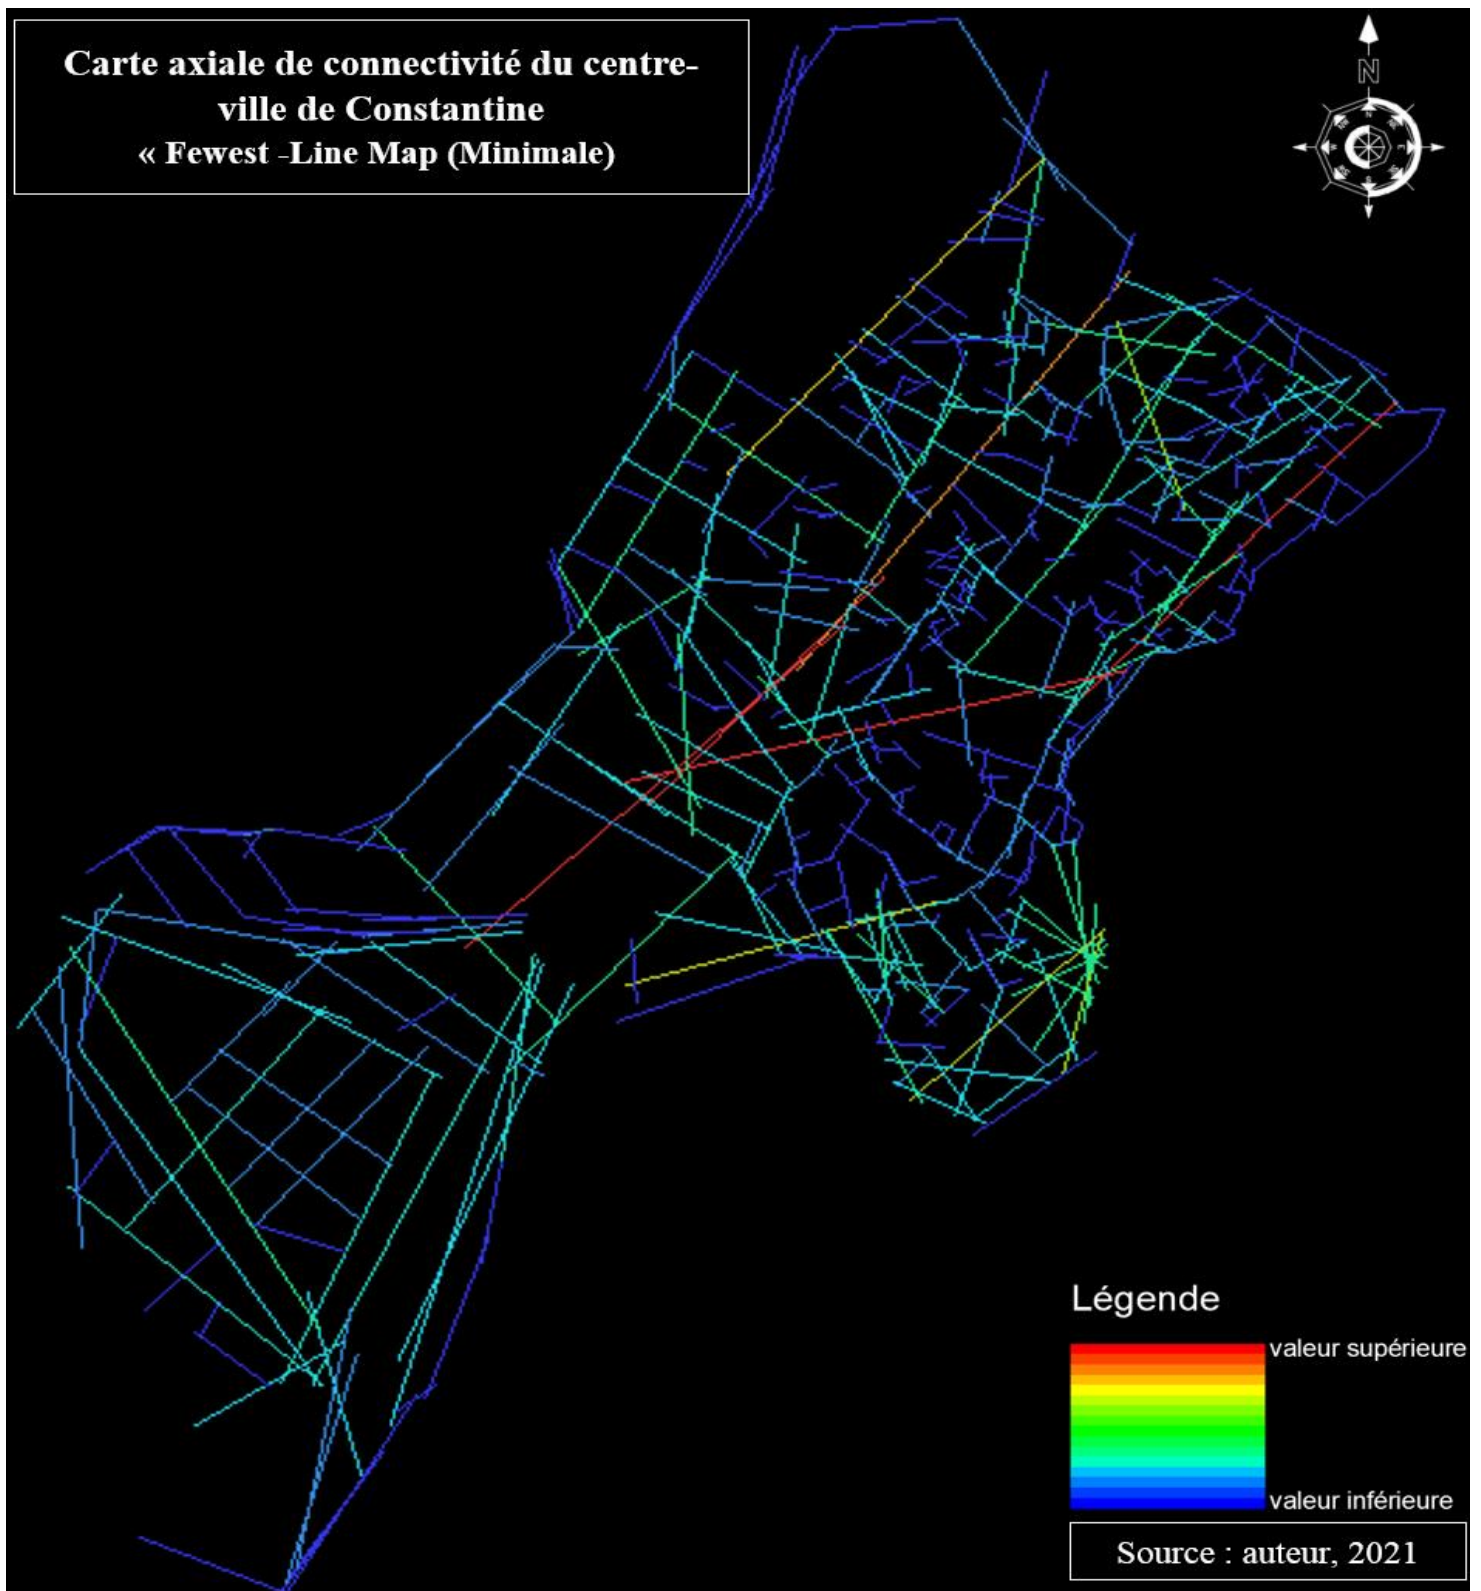 Carte axiale de connectivité du centre-
ville de Constantine
« Fewest -Line Map (Minimale)
N
Légende
valeur supérieure
valeur inférieure
Source : auteur, 2021